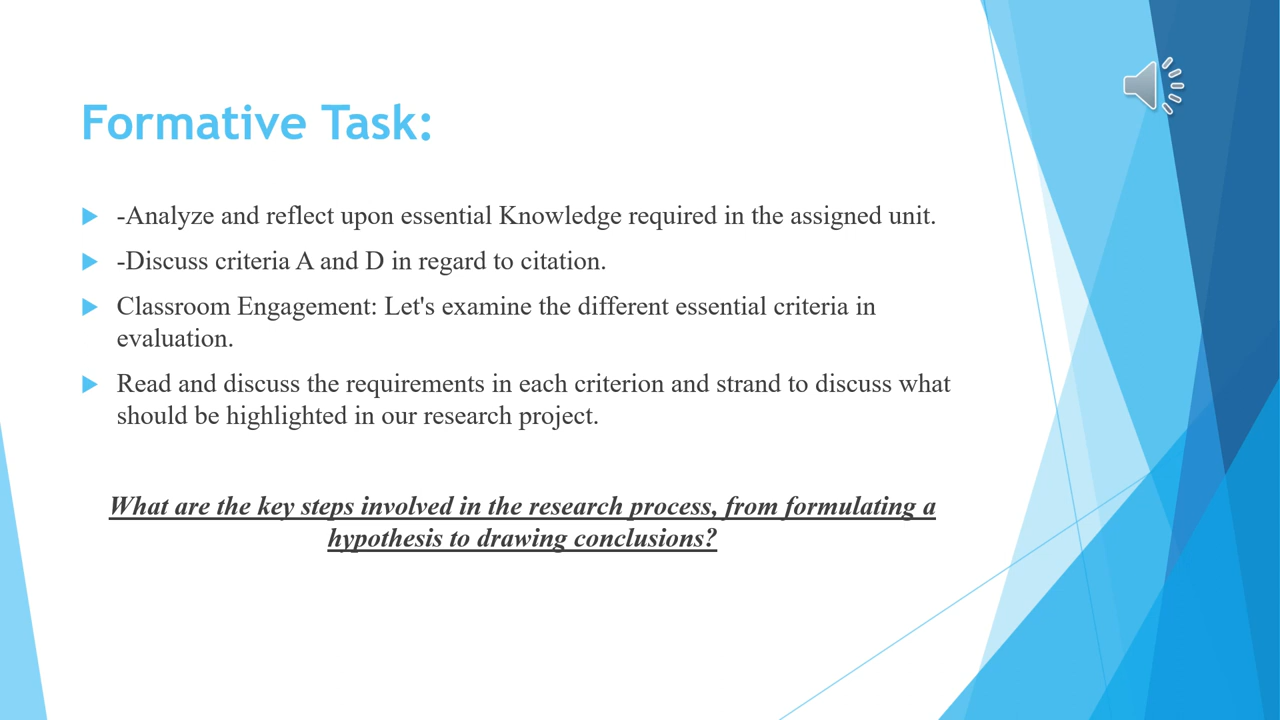 Formative Task:
-Analyze and reflect upon essential Knowledge required in the assigned unit.
-Discuss criteria A and D in regard to citation.
Classroom Engagement: Let's examine the different essential criteria in
evaluation.
Read and discuss the requirements in each criterion and strand to discuss what
should be highlighted in our research project.
What are the key steps involved in the research process, from formulating a
hypothesis to drawing conclusions?